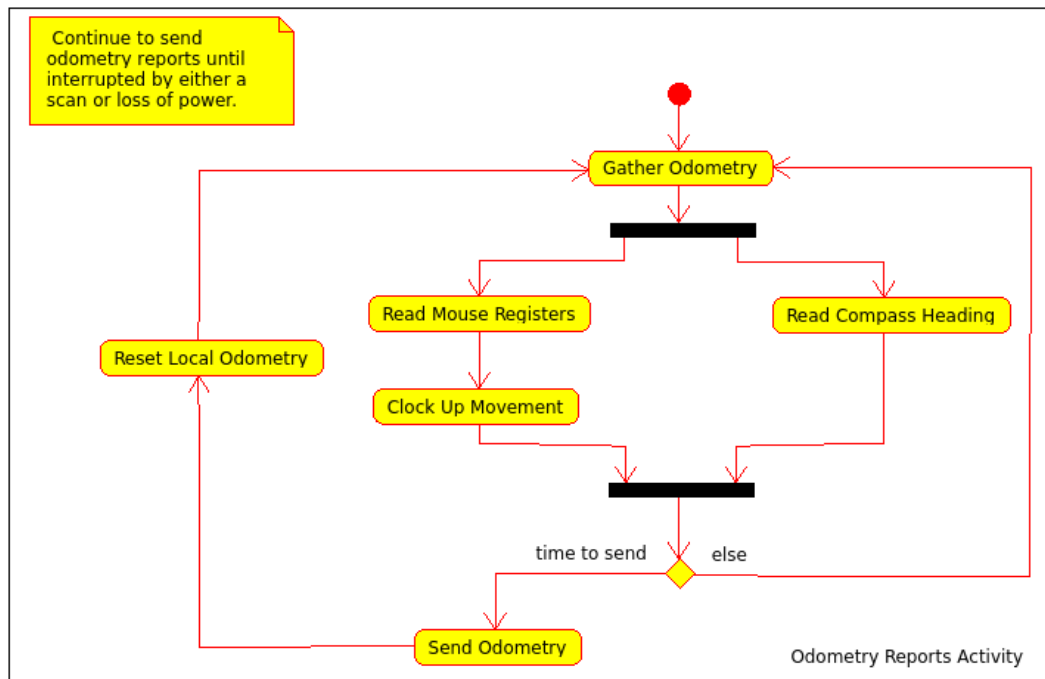 Continue to send
odometry reports until
interrupted by either a
scan or loss of power.
Gather Odometry
Read Mouse Registers
Read Compass Heading
Reset Local Odometry
Clock Up Movement
time to send
else
Send Odometry
Odometry Reports Activity